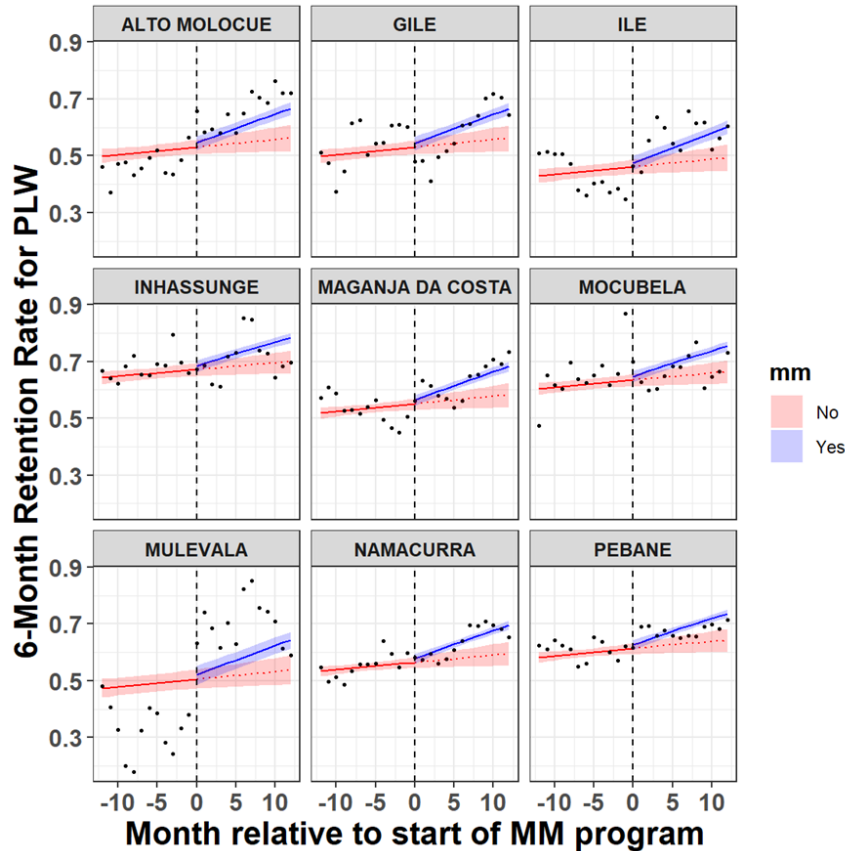 ALTO MOLOCUE GILE ILE
0.9
0.7
0.5
0.3
INHASSUNGE MAGANJA DA COSTA MOCUBELA
0.9
0.7
0.5
0.3
MULEVALA NAMACURRA PEBANE
0.9
0.7
0.5
0.3
-10 -5 0 5 10 -10 -5 0 5 10 -10 -5 0 5 10
Month relative to start of MM program
6-Month Retention Rate for PLW
mm
No
Yes